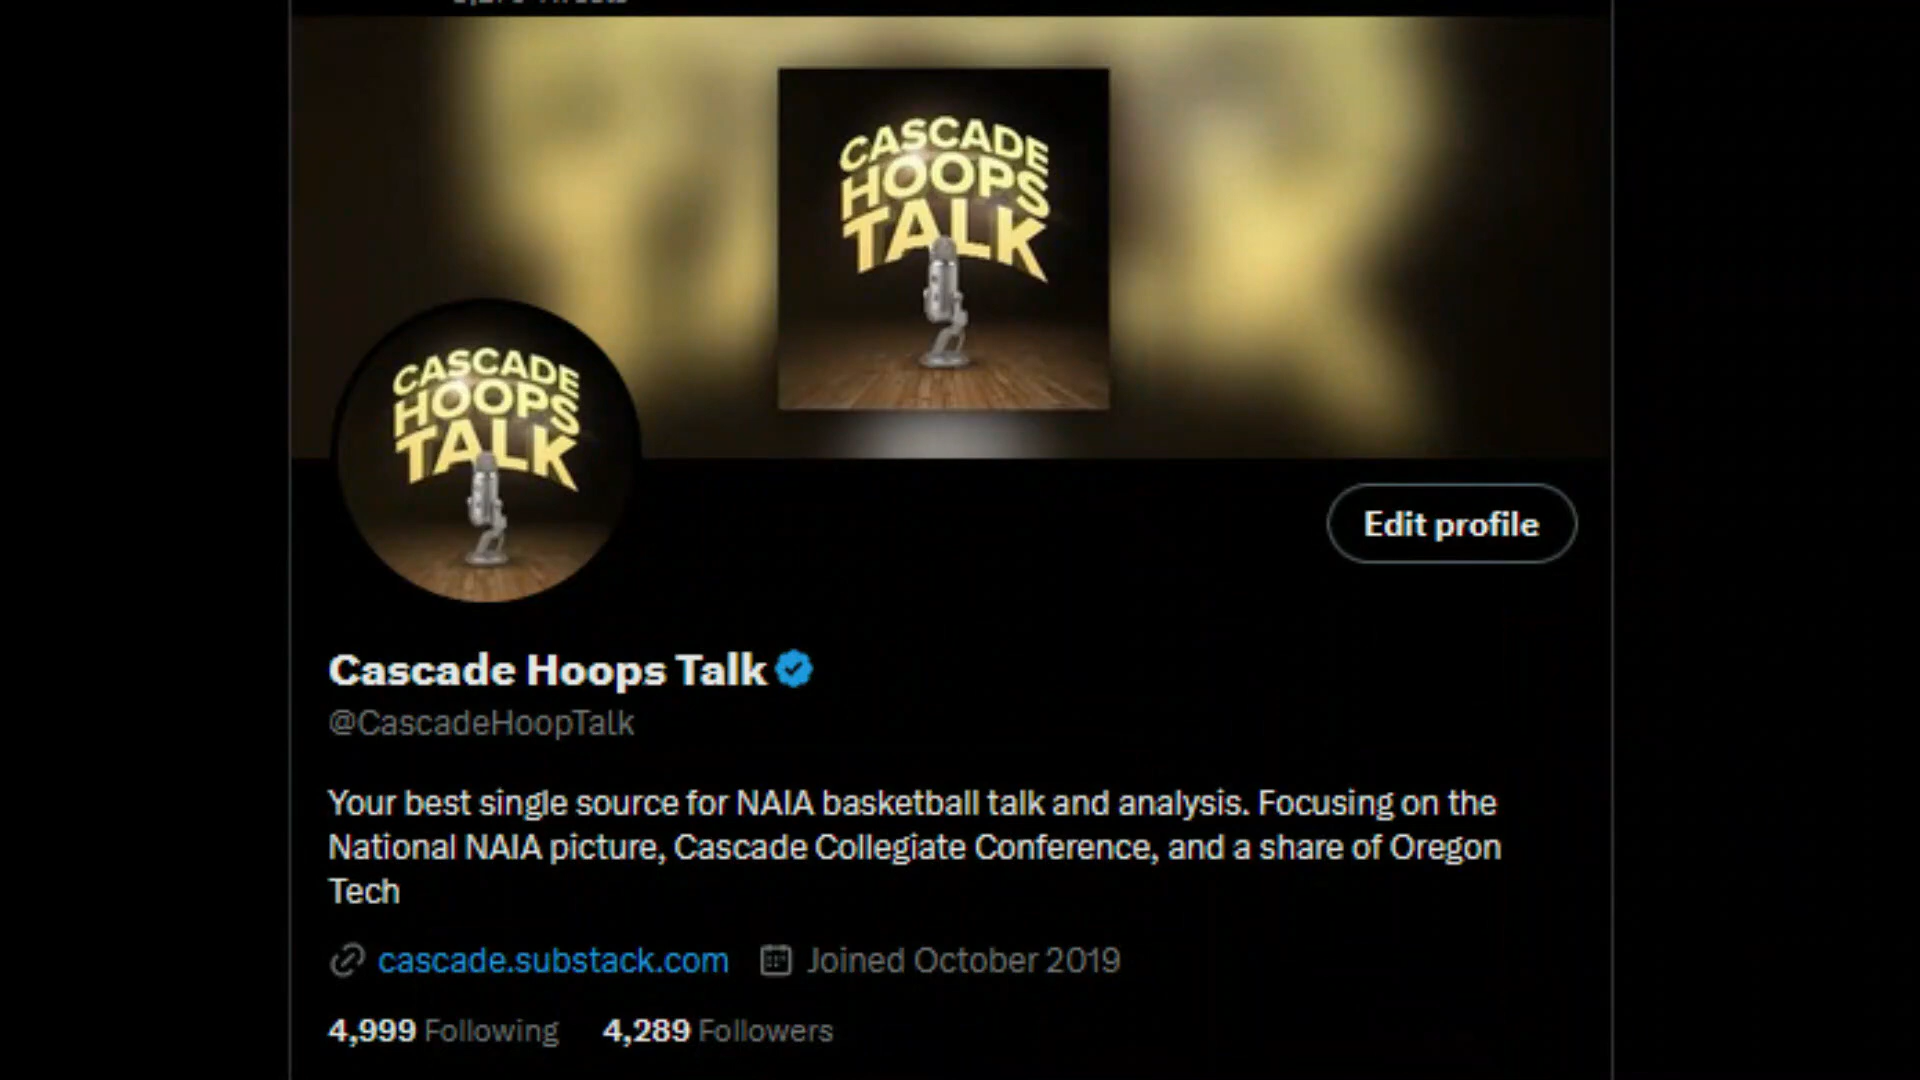 CASCADE
HOOPS
TALK
CASCADE
HOOPS
TALK
Edit profile
Cascade Hoops Talk
@CascadeHoopTalk
Your best single source for NAIA basketball talk and analysis. Focusing on the
National NAIA picture, Cascade Collegiate Conference, and a share of Oregon
Tech
cascade.substack.com Joined October 2019
4,999 Following 4,289 Followers